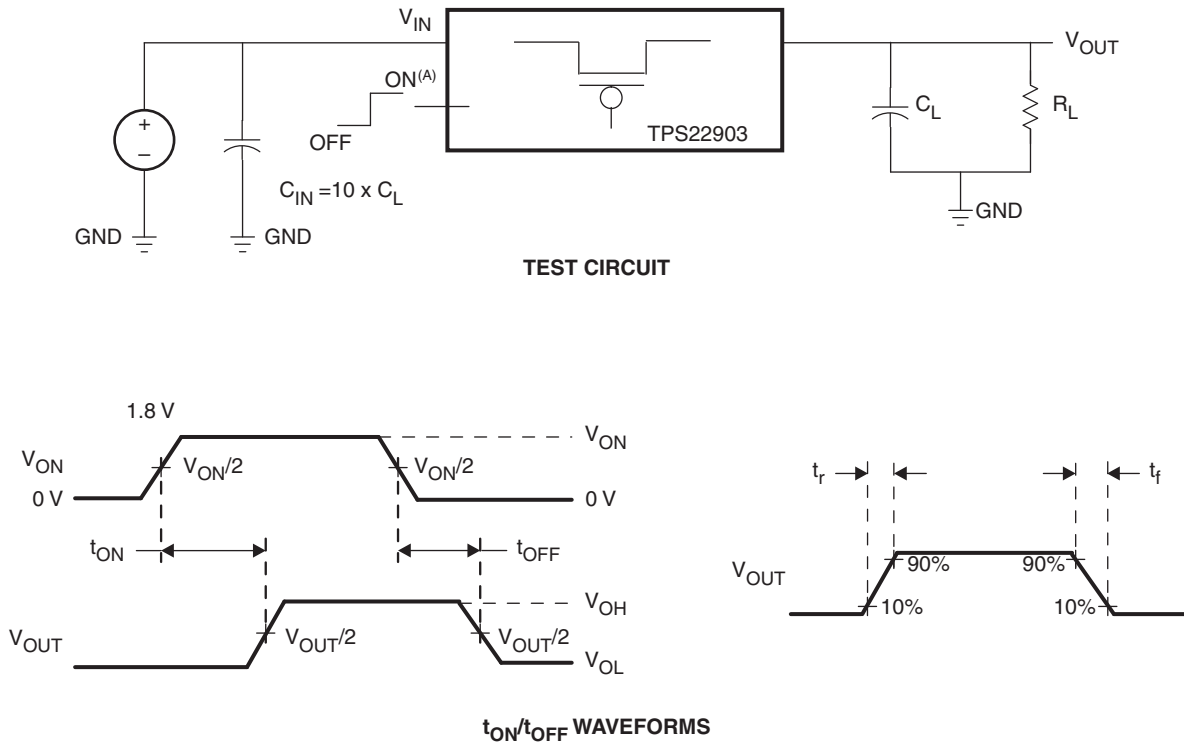 V_IN
V_OUT
ON(A)
OFF
+
–
TPS22903
C_L
R_L
C_IN =10 x C_L
GND
GND
GND
TEST CIRCUIT
1.8 V
V_ON
V_ON/2
V_ON/2
V_ON
0 V
0 V
t_ON
t_OFF
V_OH
V_OUT
V_OUT/2
V_OUT/2
V_OL
t_r
t_f
V_OUT
90%
90%
10%
10%
t_ON/t_OFF WAVEFORMS